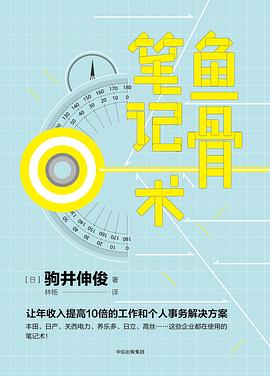 鱼骨
笔记术
[日] 驹井伸俊 著
林杨 译
让年收入提高10倍的工作和个人事务解决方案
丰田、日产、关西电力、养乐多、日立、高丝……这些企业都在使用的
笔记术!
中信出版集团